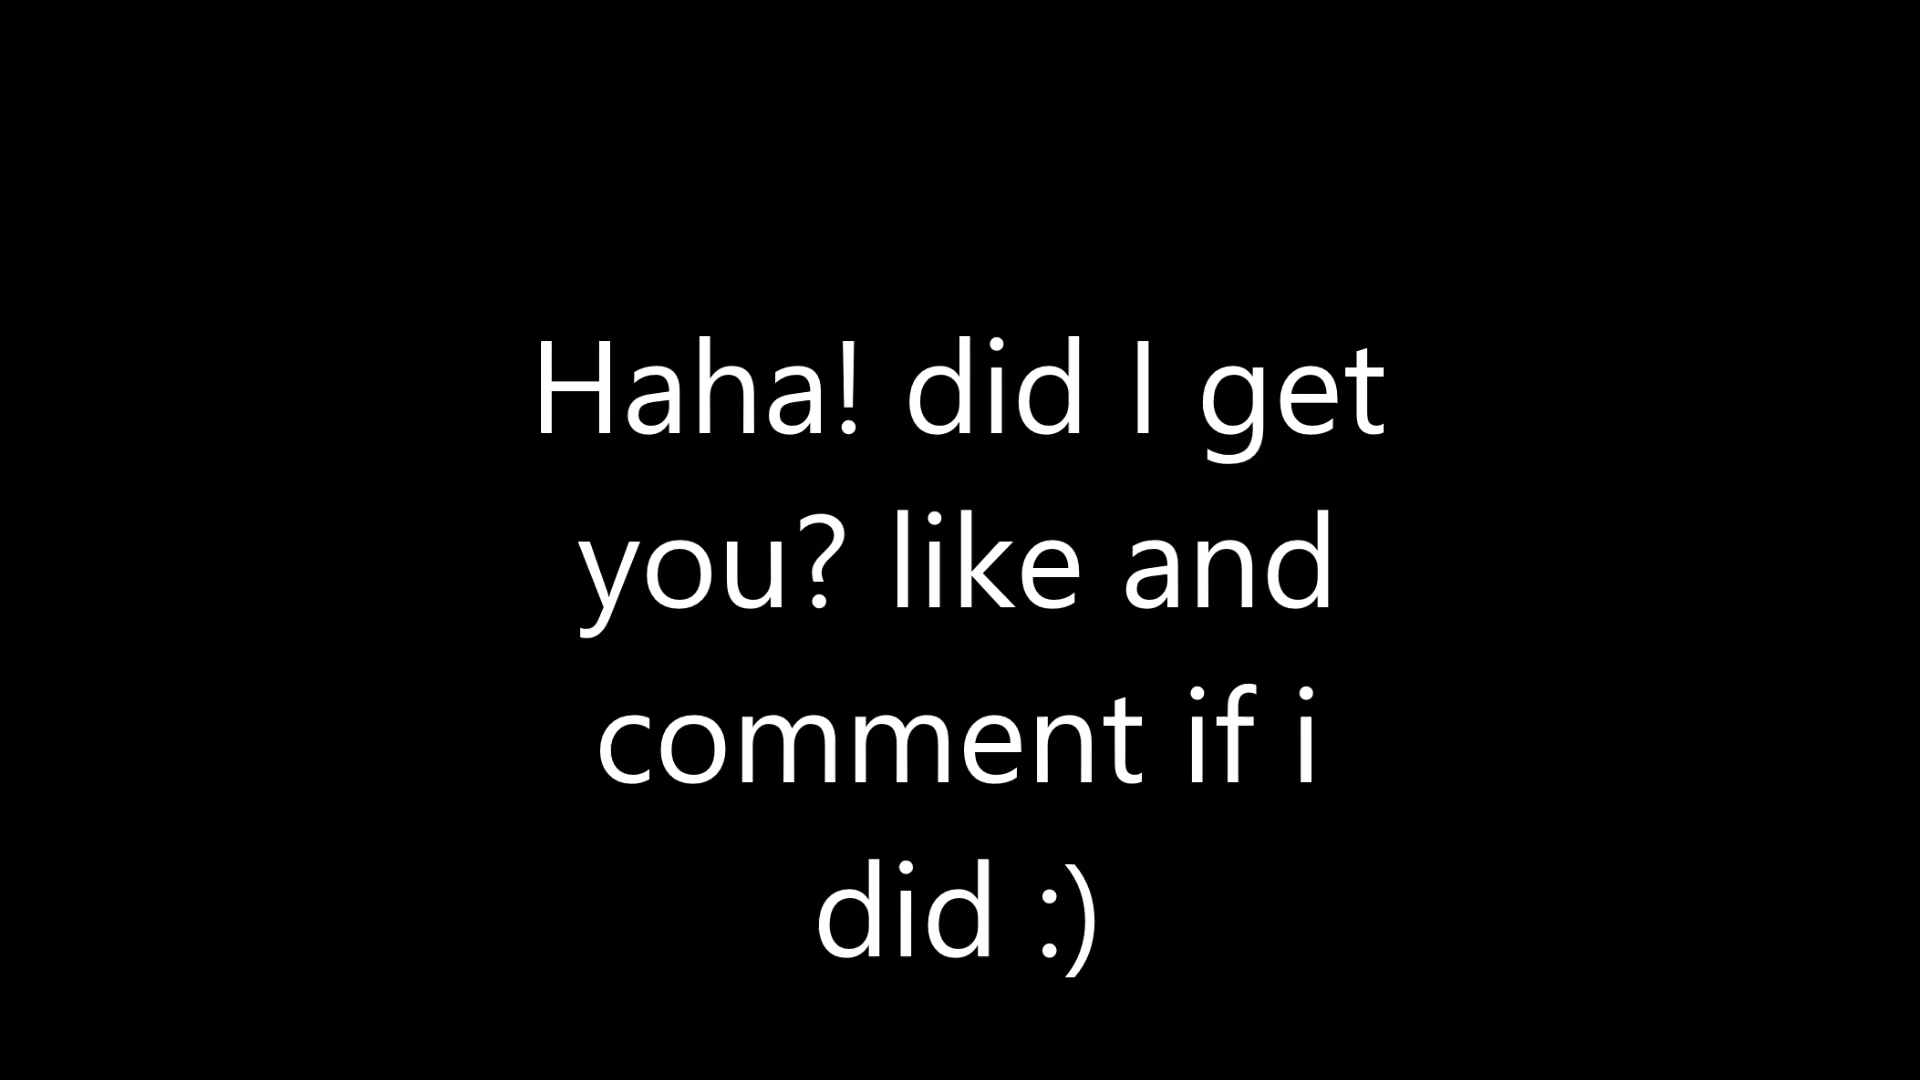 Haha! did I get
you? like and
comment if i
did :)